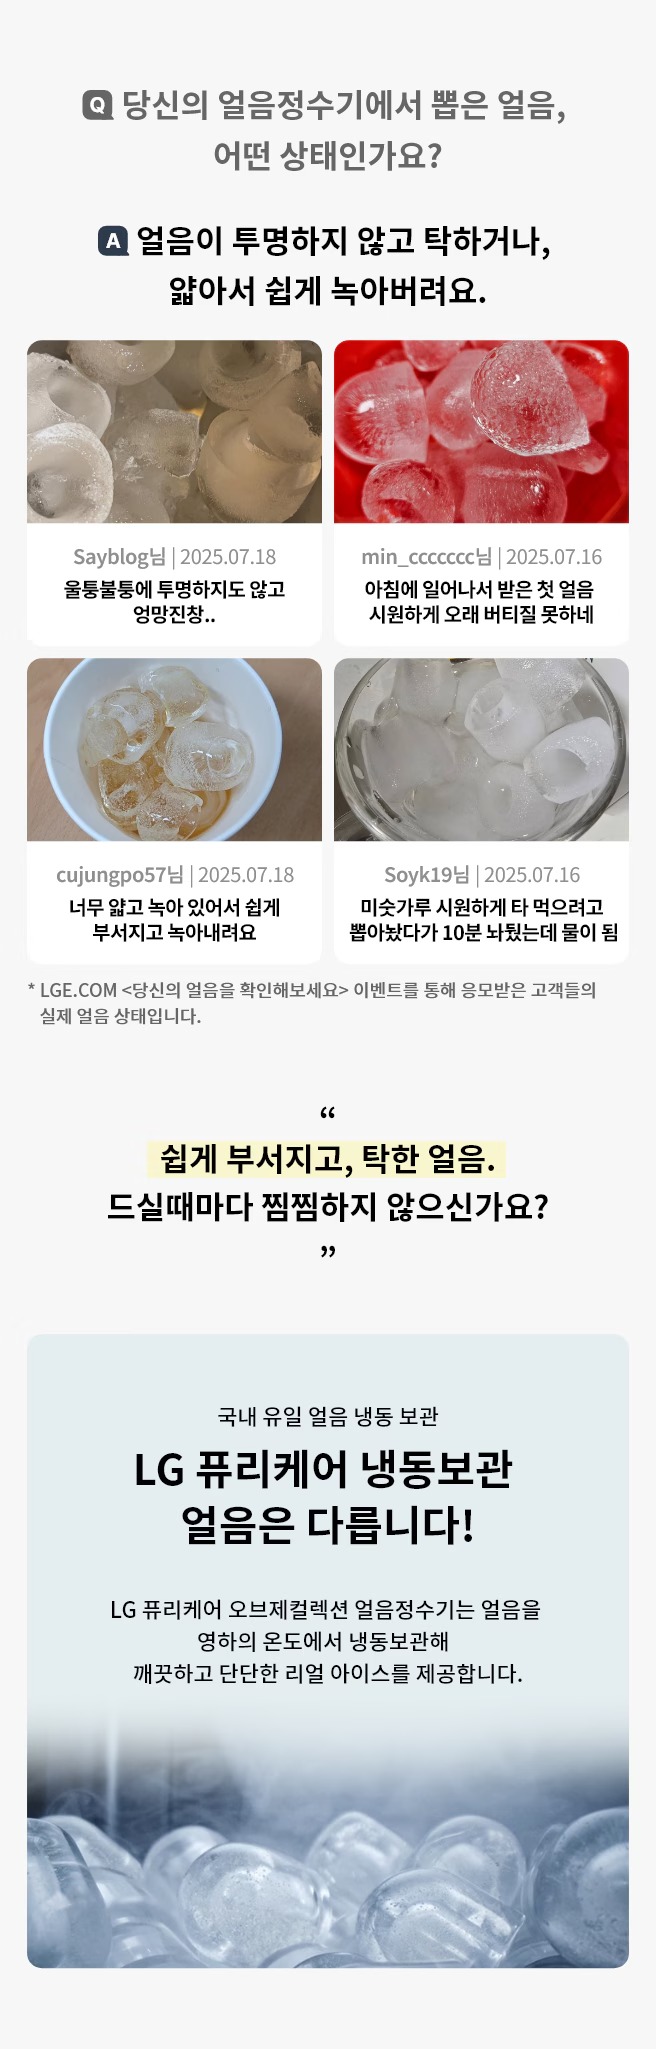 Q 당신의 얼음정수기에서 뽑은 얼음,
어떤 상태인가요?
A 얼음이 투명하지 않고 탁하거나,
얇아서 쉽게 녹아버려요.
Sayblog님 | 2025.07.18
울퉁불퉁에 투명하지도 않고
엉망진창..
min_ccccccc님 | 2025.07.16
아침에 일어나서 받은 첫 얼음
시원하게 오래 버티질 못하네
cujungpo57님 | 2025.07.18
너무 얇고 녹아 있어서 쉽게
부서지고 녹아내려요
Soyk19님 | 2025.07.16
미숫가루 시원하게 타 먹으려고
뽑아놨다가 10분 놔뒀는데 물이 됨
* LGE.COM <당신의 얼음을 확인해보세요> 이벤트를 통해 응모받은 고객들의
실제 얼음 상태입니다.
“
쉽게 부서지고, 탁한 얼음.
드실때마다 찜찜하지 않으신가요?
”
국내 유일 얼음 냉동 보관
LG 퓨리케어 냉동보관
얼음은 다릅니다!
LG 퓨리케어 오브제컬렉션 얼음정수기는 얼음을
영하의 온도에서 냉동보관해
깨끗하고 단단한 리얼 아이스를 제공합니다.